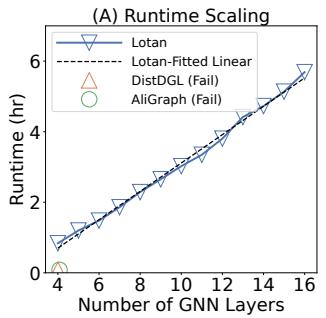 (A) Runtime Scaling
Lotan
Lotan-Fitted Linear
DistDGL (Fail)
AliGraph (Fail)
Runtime (hr)
6
4
2
0
4 6 8 10 12 14 16
Number of GNN Layers